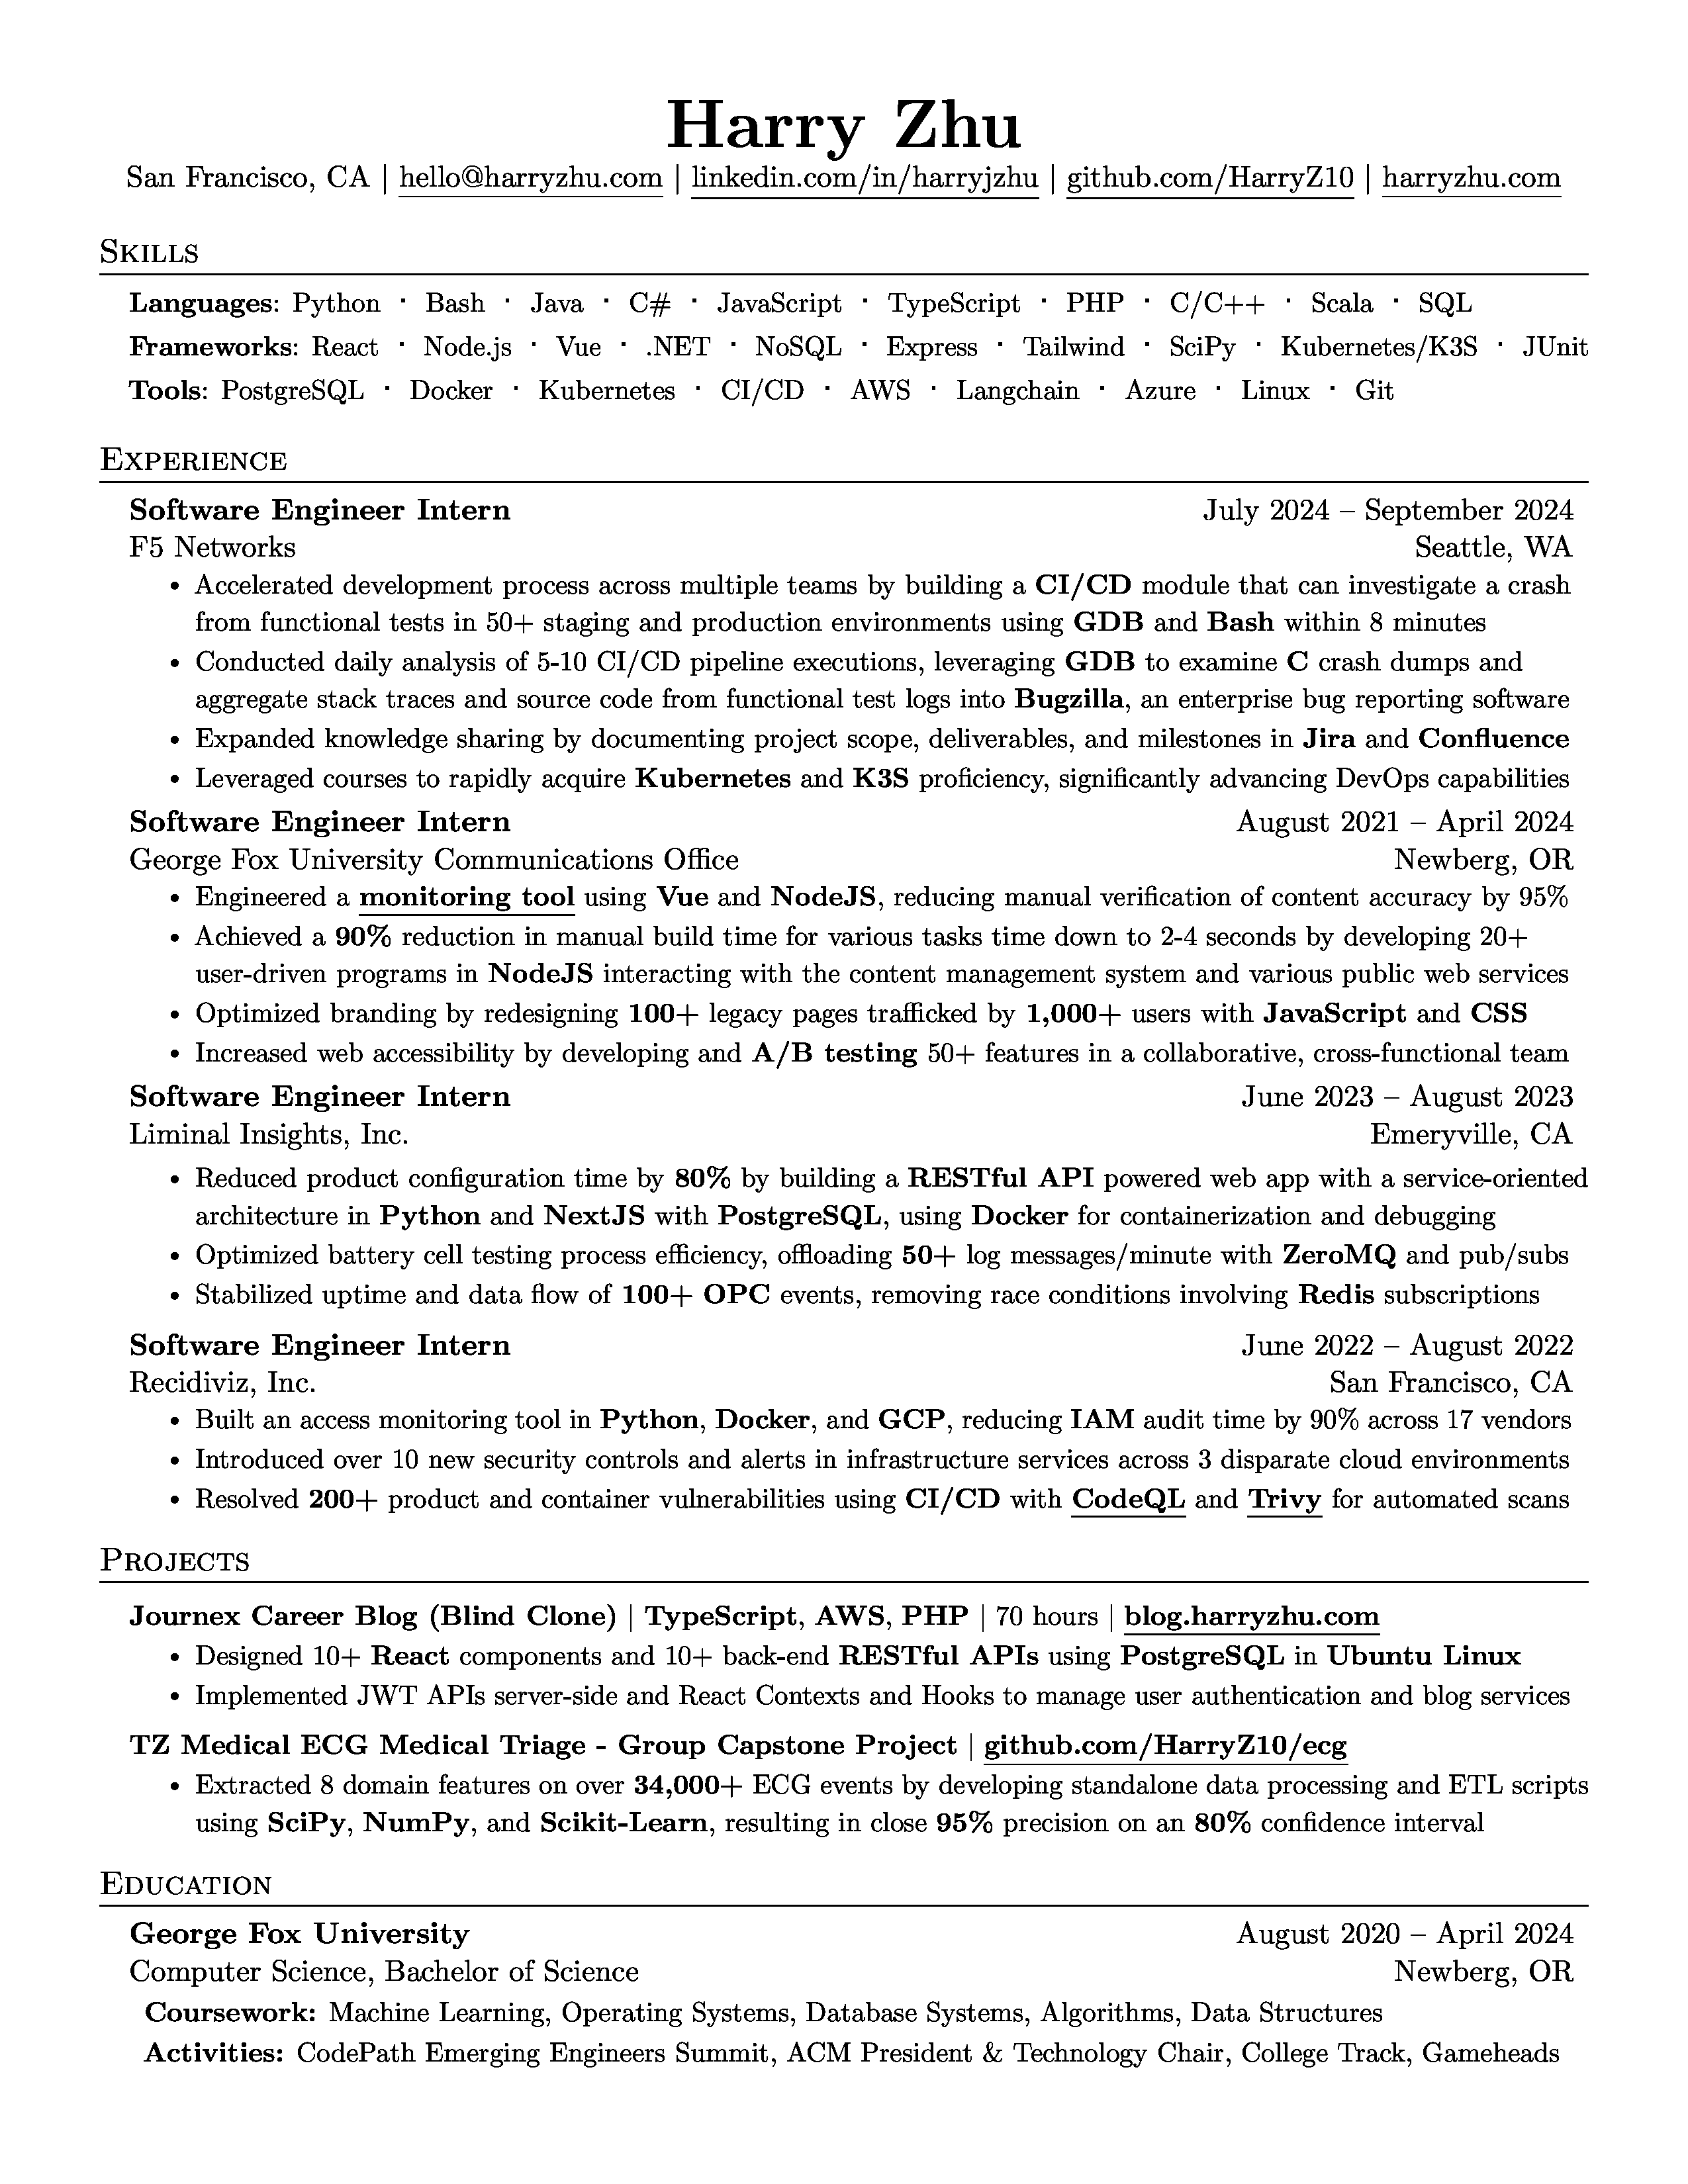 Harry Zhu
San Francisco, CA | hello@harryzhu.com | linkedin.com/in/harryjzhu | github.com/HarryZ10 | harryzhu.com
Skills
Languages: Python · Bash · Java · C# · JavaScript · TypeScript · PHP · C/C++ · Scala · SQL
Frameworks: React · Node.js · Vue · .NET · NoSQL · Express · Tailwind · SciPy · Kubernetes/K3S · JUnit
Tools: PostgreSQL · Docker · Kubernetes · CI/CD · AWS · Langchain · Azure · Linux · Git
Experience
Software Engineer Intern July 2024 – September 2024
F5 Networks Seattle, WA
• Accelerated development process across multiple teams by building a CI/CD module that can investigate a crash
from functional tests in 50+ staging and production environments using GDB and Bash within 8 minutes
• Conducted daily analysis of 5-10 CI/CD pipeline executions, leveraging GDB to examine C crash dumps and
aggregate stack traces and source code from functional test logs into Bugzilla, an enterprise bug reporting software
• Expanded knowledge sharing by documenting project scope, deliverables, and milestones in Jira and Confluence
• Leveraged courses to rapidly acquire Kubernetes and K3S proficiency, significantly advancing DevOps capabilities
Software Engineer Intern August 2021 – April 2024
George Fox University Communications Office Newberg, OR
• Engineered a monitoring tool using Vue and NodeJS, reducing manual verification of content accuracy by 95%
• Achieved a 90% reduction in manual build time for various tasks time down to 2-4 seconds by developing 20+
user-driven programs in NodeJS interacting with the content management system and various public web services
• Optimized branding by redesigning 100+ legacy pages trafficked by 1,000+ users with JavaScript and CSS
• Increased web accessibility by developing and A/B testing 50+ features in a collaborative, cross-functional team
Software Engineer Intern June 2023 – August 2023
Liminal Insights, Inc. Emeryville, CA
• Reduced product configuration time by 80% by building a RESTful API powered web app with a service-oriented
architecture in Python and NextJS with PostgreSQL, using Docker for containerization and debugging
• Optimized battery cell testing process efficiency, offloading 50+ log messages/minute with ZeroMQ and pub/subs
• Stabilized uptime and data flow of 100+ OPC events, removing race conditions involving Redis subscriptions
Software Engineer Intern June 2022 – August 2022
Recidiviz, Inc. San Francisco, CA
• Built an access monitoring tool in Python, Docker, and GCP, reducing IAM audit time by 90% across 17 vendors
• Introduced over 10 new security controls and alerts in infrastructure services across 3 disparate cloud environments
• Resolved 200+ product and container vulnerabilities using CI/CD with CodeQL and Trivy for automated scans
Projects
Journex Career Blog (Blind Clone) | TypeScript, AWS, PHP | 70 hours | blog.harryzhu.com
• Designed 10+ React components and 10+ back-end RESTful APIs using PostgreSQL in Ubuntu Linux
• Implemented JWT APIs server-side and React Contexts and Hooks to manage user authentication and blog services
TZ Medical ECG Medical Triage - Group Capstone Project | github.com/HarryZ10/ecg
• Extracted 8 domain features on over 34,000+ ECG events by developing standalone data processing and ETL scripts
using SciPy, NumPy, and Scikit-Learn, resulting in close 95% precision on an 80% confidence interval
Education
George Fox University August 2020 – April 2024
Computer Science, Bachelor of Science Newberg, OR
Coursework: Machine Learning, Operating Systems, Database Systems, Algorithms, Data Structures
Activities: CodePath Emerging Engineers Summit, ACM President & Technology Chair, College Track, Gameheads